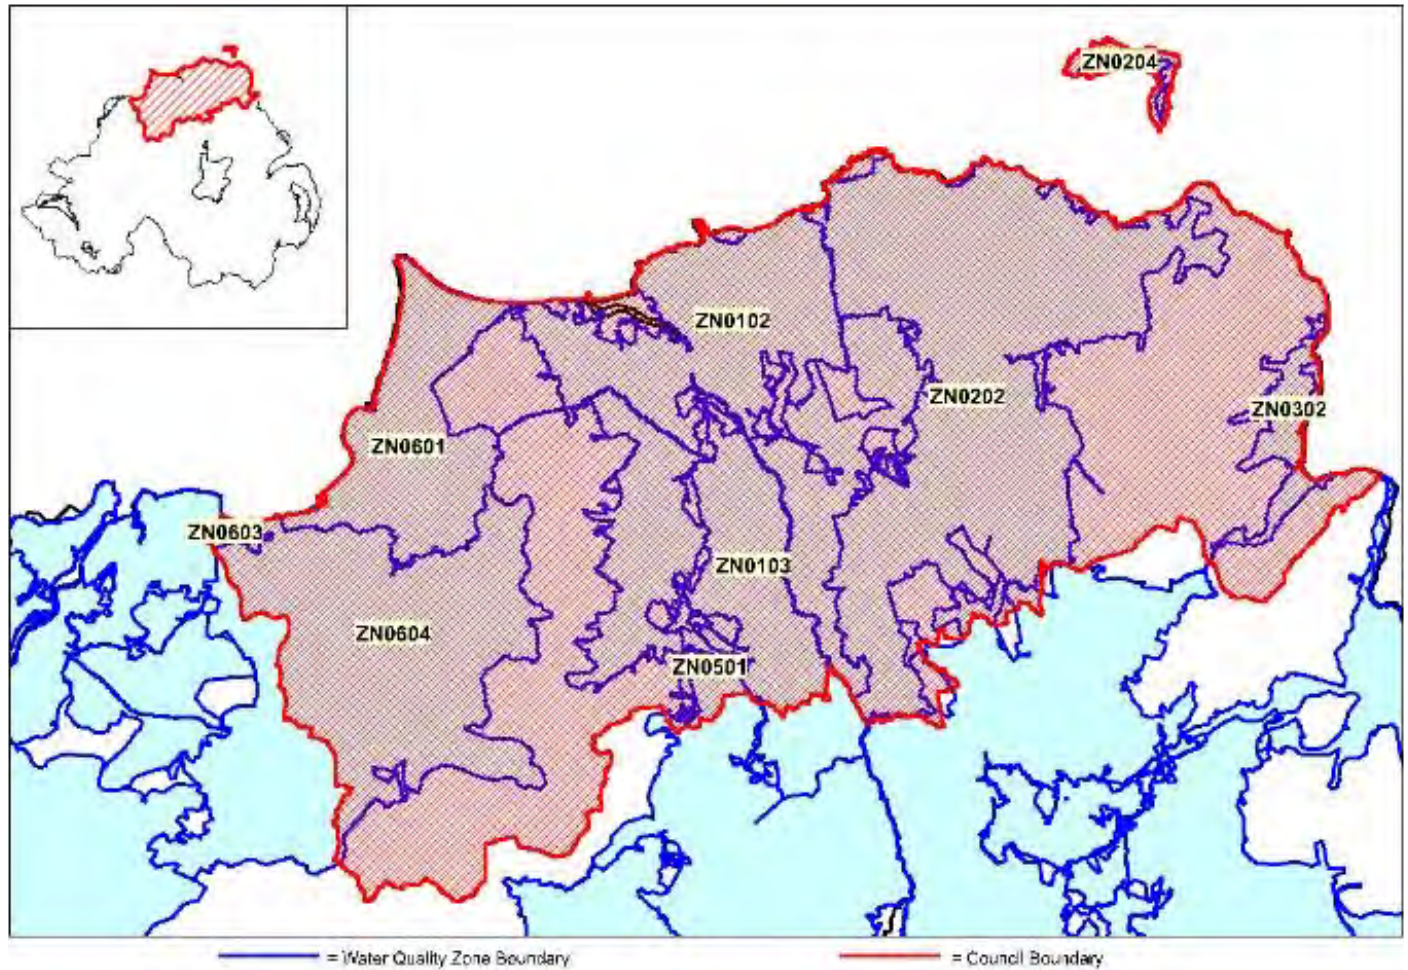 ZN0204
ZN0102
ZN0202
ZN0302
ZN0601
ZN0603
ZN0103
ZN0604
ZN0501
= Water Quality Zone Boundary
= Council Boundary